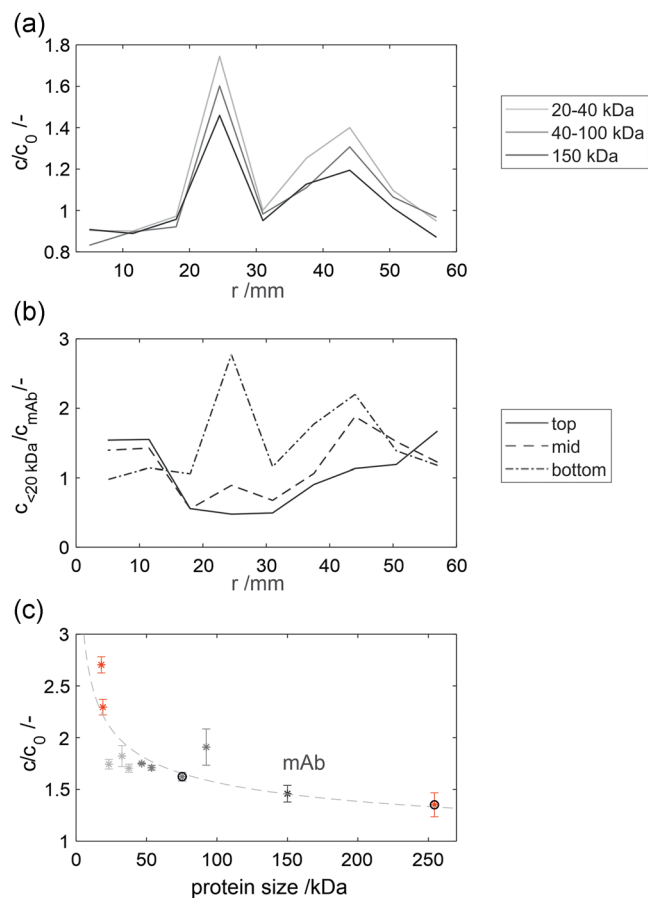 (a)
1.8
1.6
1.4
1.2
1
0.8
c/c0 /-
10 20 30 40 50 60
r /mm
20-40 kDa
40-100 kDa
150 kDa
(b)
3
2
1
0
c<20 kDa/cmAb/-
0 10 20 30 40 50 60
r /mm
top
mid
bottom
(c)
3
2.5
2
1.5
1
c/c0 /-
mAb
0 50 100 150 200 250
protein size /kDa